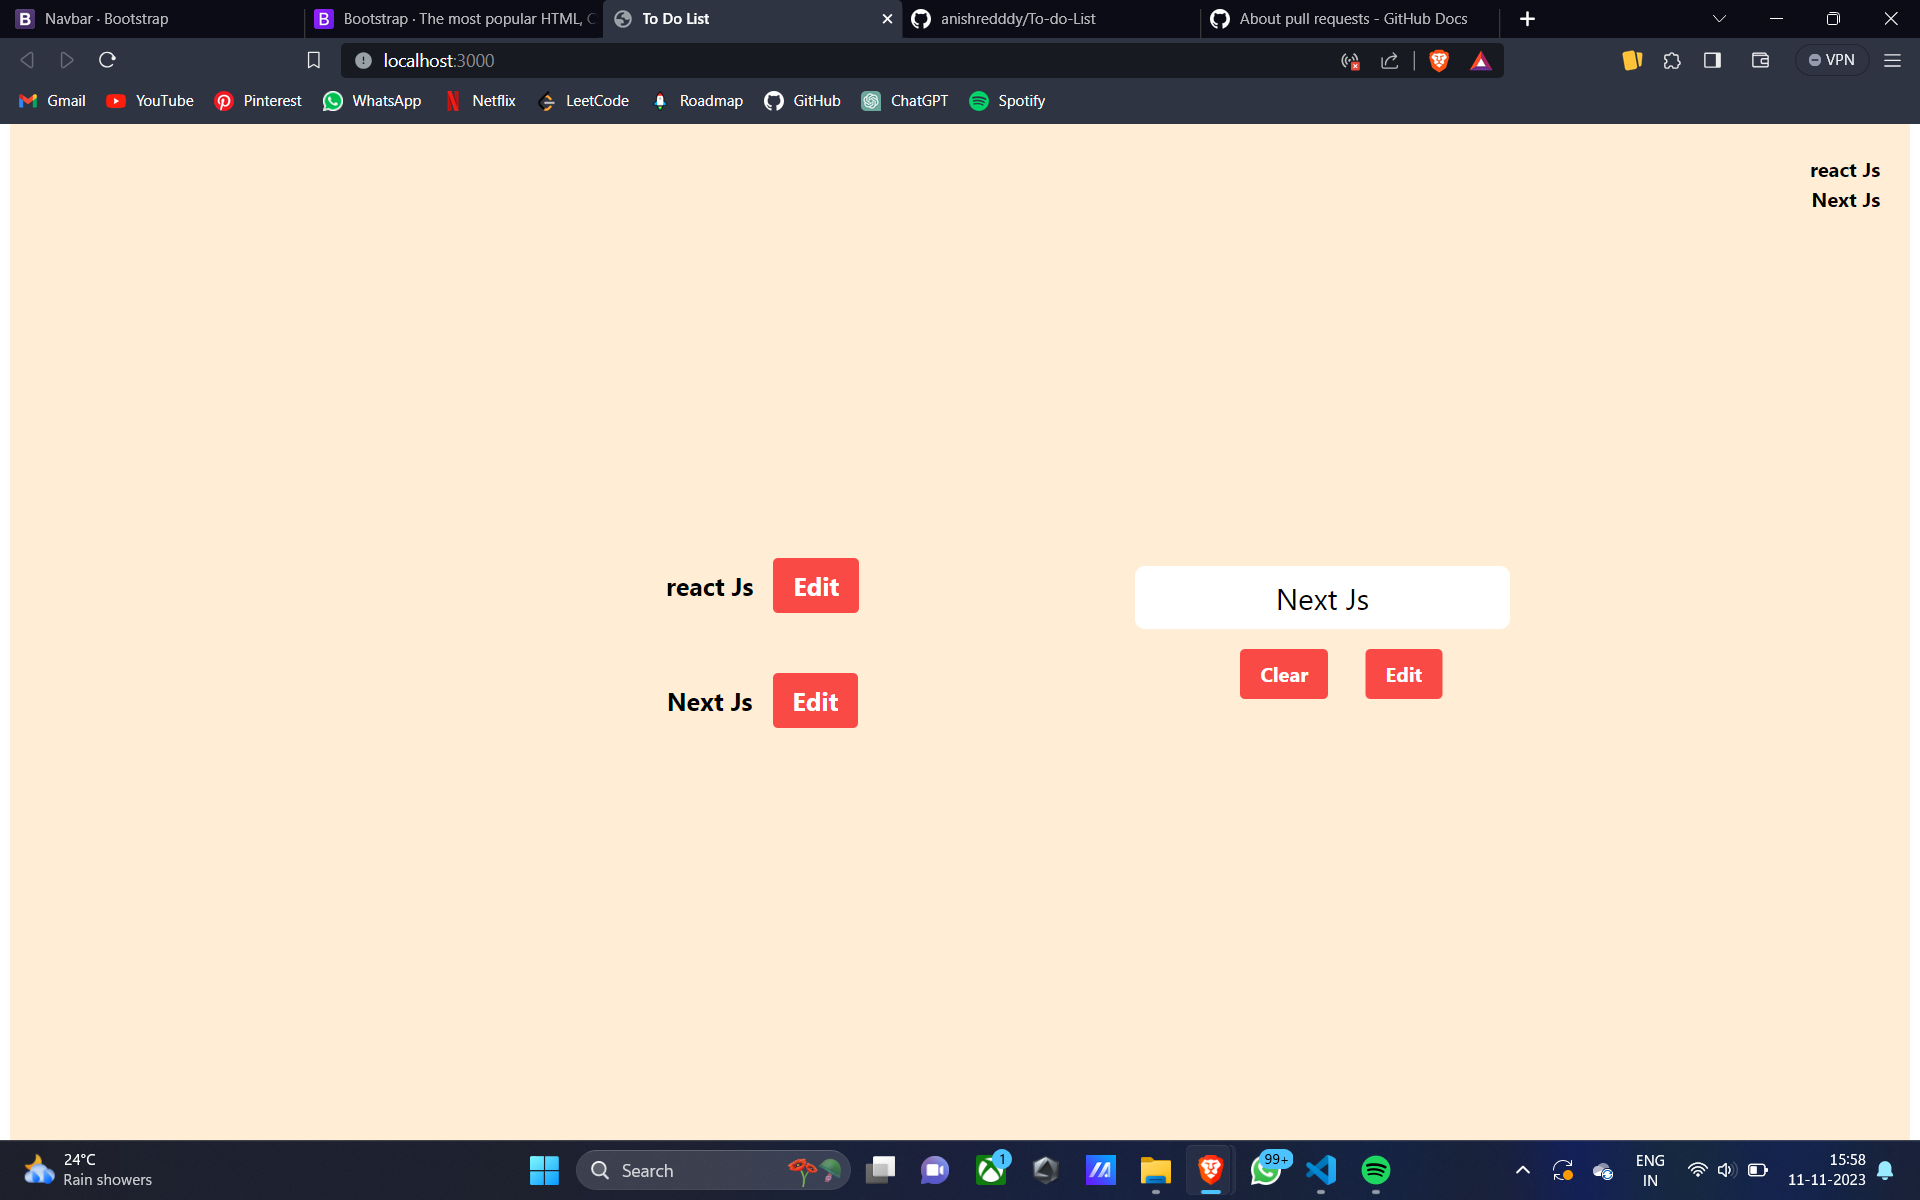 Navbar · Bootstrap
Bootstrap · The most popular HTML, C
To Do List
anishredddy/To-do-List
About pull requests - GitHub Docs
localhost:3000
VPN
Gmail
YouTube
Pinterest
WhatsApp
Netflix
LeetCode
Roadmap
GitHub
ChatGPT
Spotify
react Js
Next Js
react Js
Edit
Next Js
Edit
Next Js
Clear
Edit
24°C
Rain showers
Search
1
99+
ENG
IN
15:58
11-11-2023